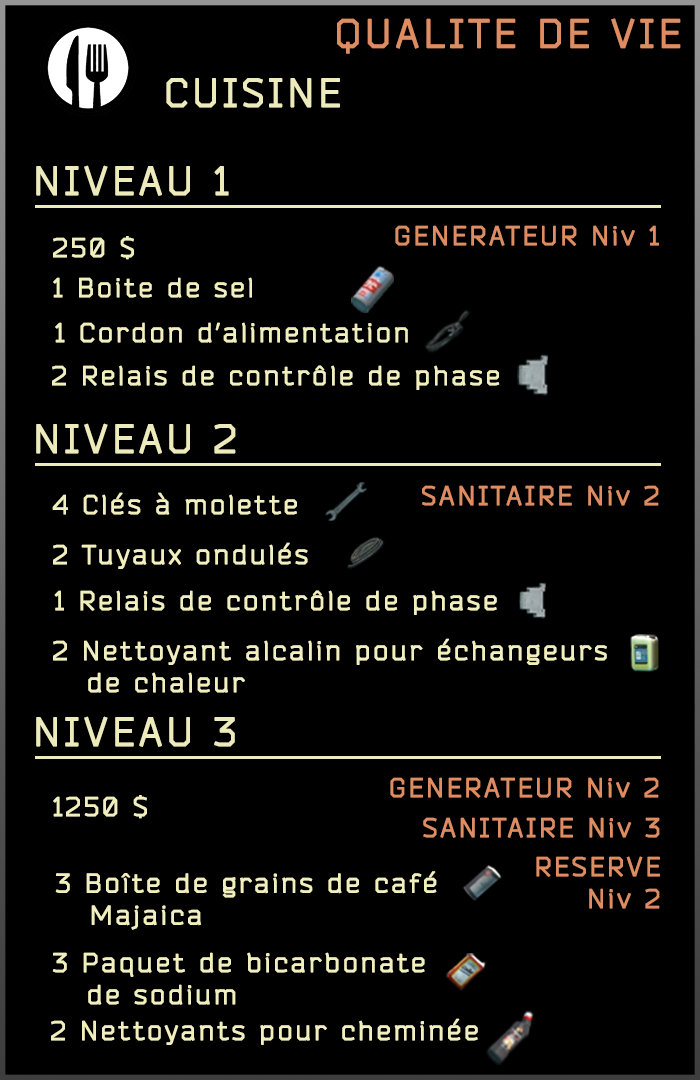 QUALITE DE VIE
CUISINE
NIVEAU 1
250 $
GENERATEUR Niv 1
1 Boite de sel
1 Cordon d'alimentation
2 Relais de contrôle de phase
NIVEAU 2
4 Clés à molette
SANITAIRE Niv 2
2 Tuyaux ondulés
1 Relais de contrôle de phase
2 Nettoyant alcalin pour échangeurs
de chaleur
NIVEAU 3
1250 $
GENERATEUR Niv 2
SANITAIRE Niv 3
RESERVE
Niv 2
3 Boîte de grains de café
Majaica
3 Paquet de bicarbonate
de sodium
2 Nettoyants pour cheminée